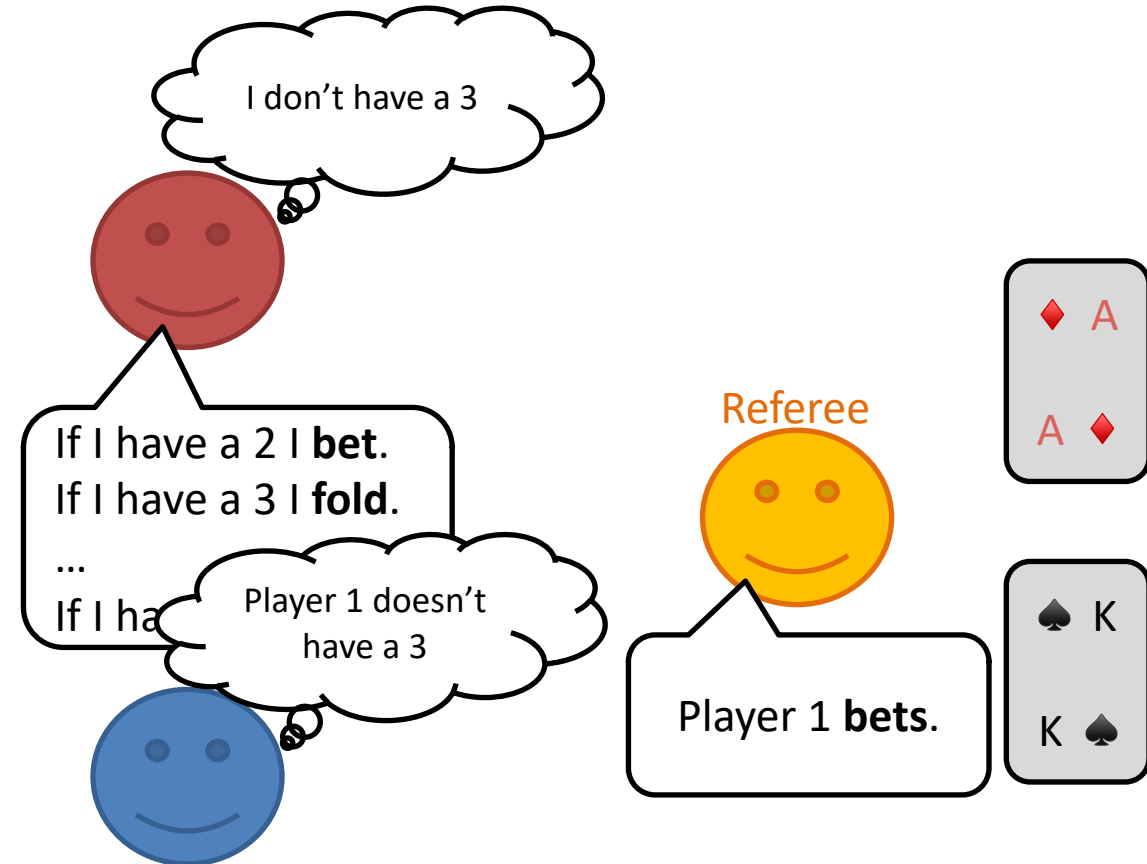 I don’t have a 3
If I have a 2 I bet.
If I have a 3 I fold.
…
If I ha
Player 1 doesn’t
have a 3
Referee
Player 1 bets.
A
A
K
K